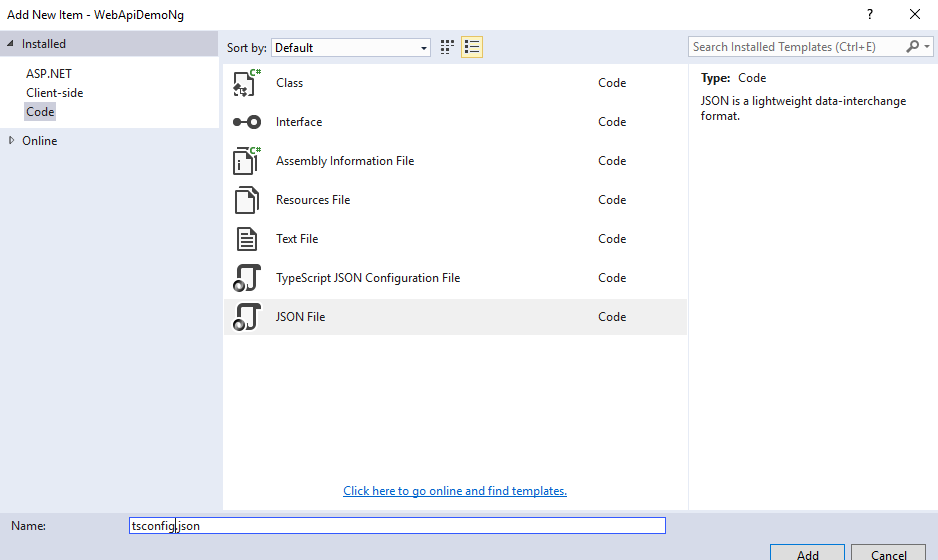 Add New Item - WebApiDemoNg
?
Installed
Sort by: Default
Search Installed Templates (Ctrl+E)
ASP.NET
Client-side
Code
Online
C#
Class Code
Interface Code
C#
Assembly Information File Code
Resources File Code
Text File Code
TypeScript JSON Configuration File Code
JSON File Code
Type: Code
JSON is a lightweight data-interchange
format.
Click here to go online and find templates.
Name: tsconfig.json
Add Cancel